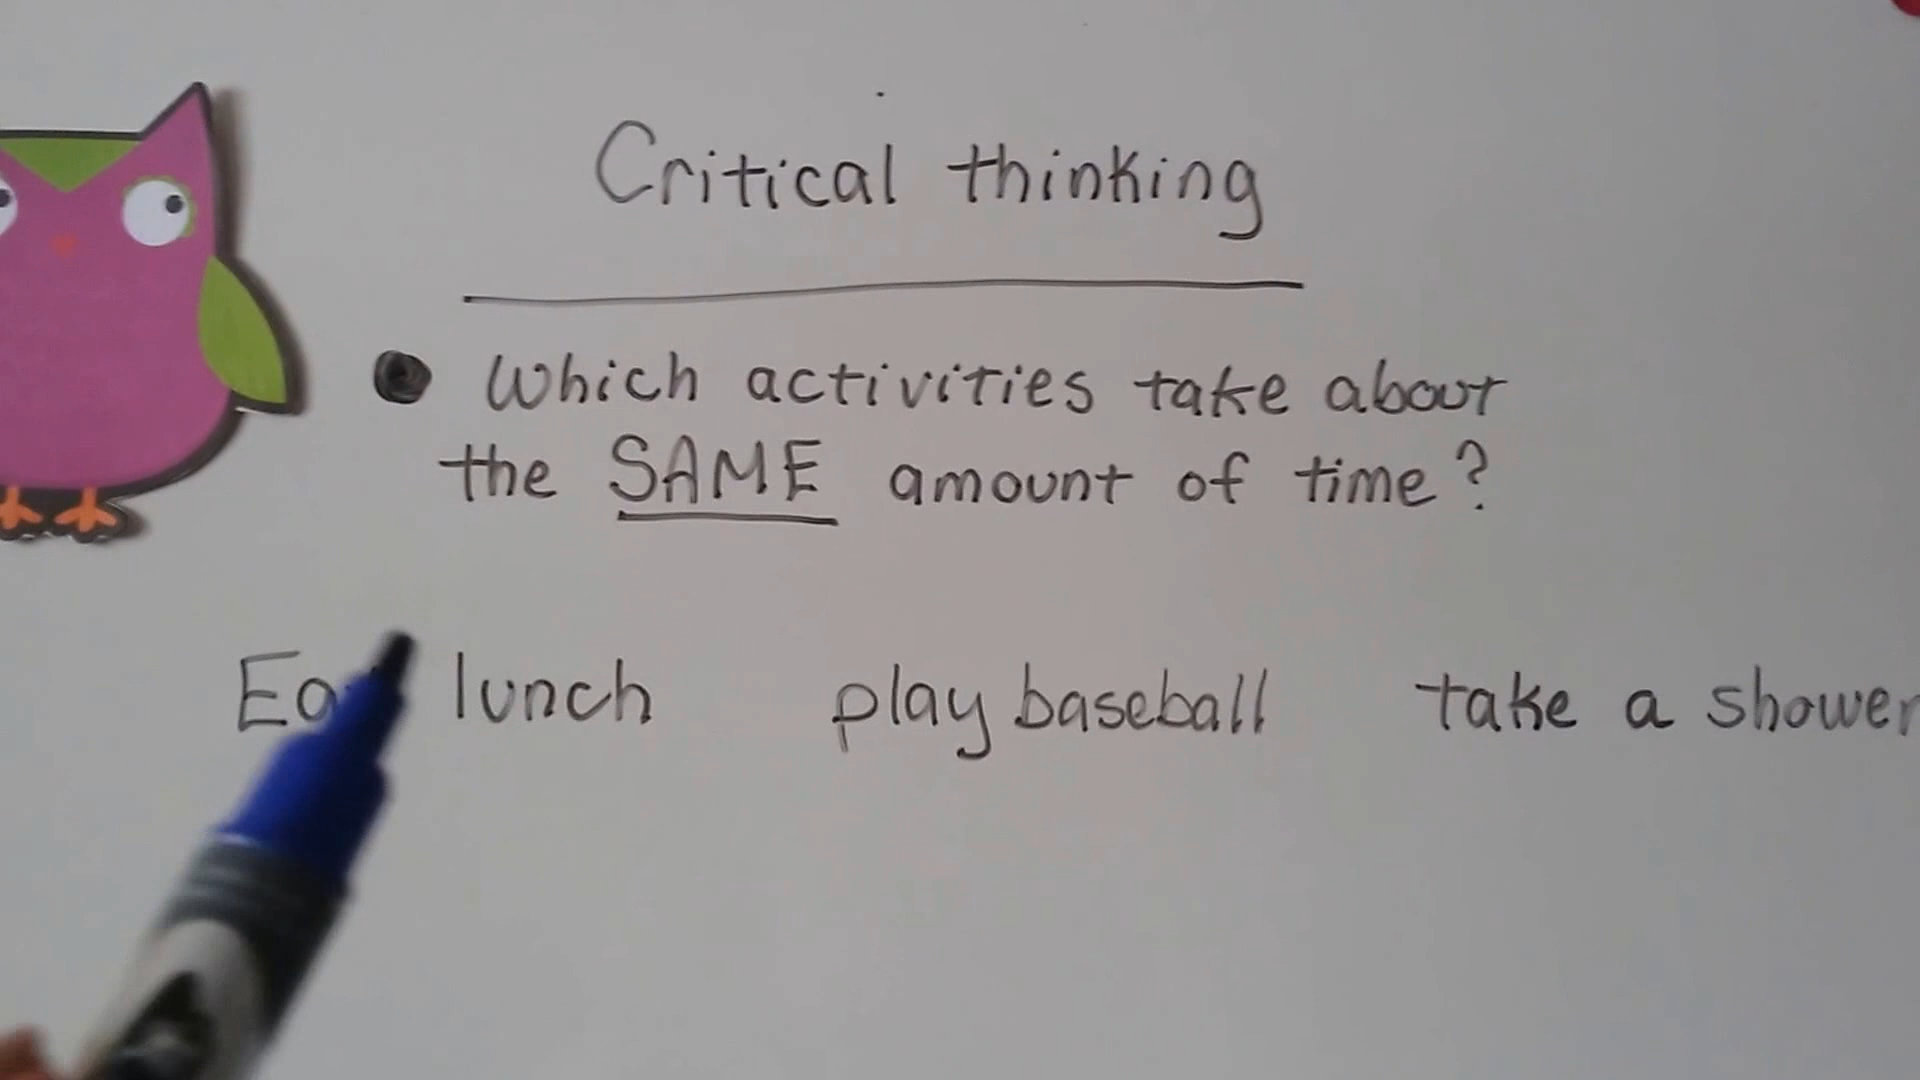 Critical thinking
Which activities take about
the SAME amount of time?
lunch play baseball take a shower